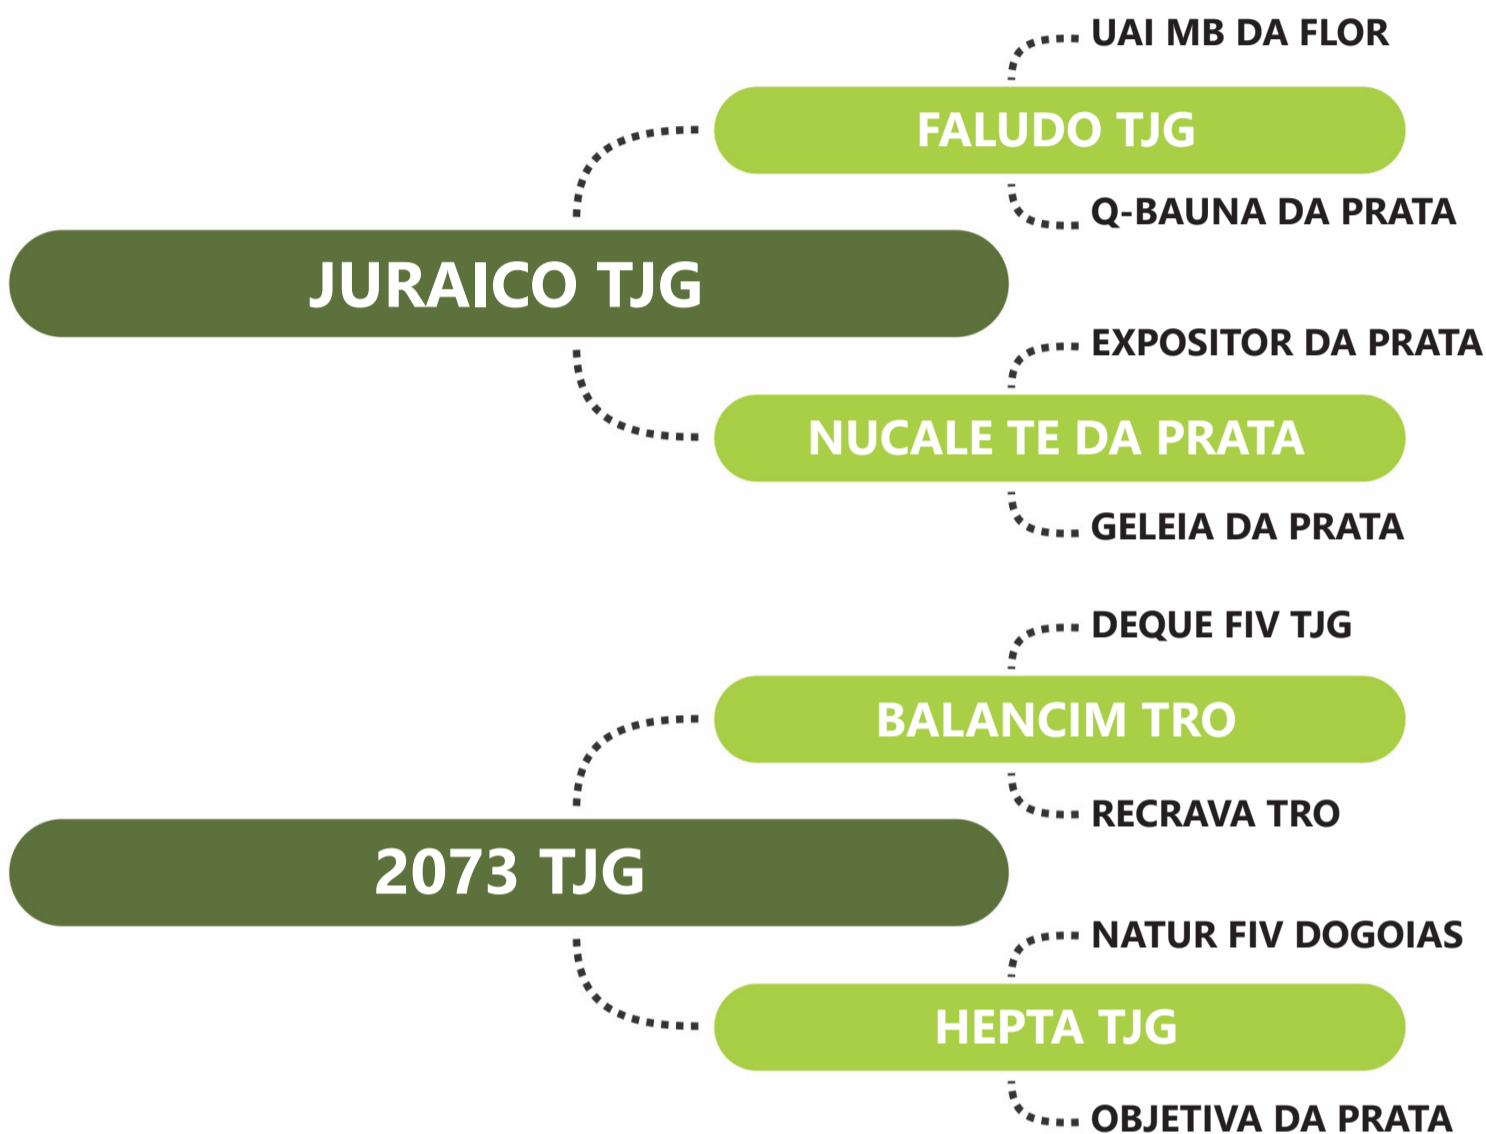 UAI MB DA FLOR
FALUDO TJG
Q-BAUNA DA PRATA
JURAICO TJG
EXPOSITOR DA PRATA
NUCALE TE DA PRATA
GELEIA DA PRATA
DEQUE FIV TJG
BALANCIM TRO
RECRAVA TRO
2073 TJG
NATUR FIV DOGOIAS
HEPTA TJG
OBJETIVA DA PRATA